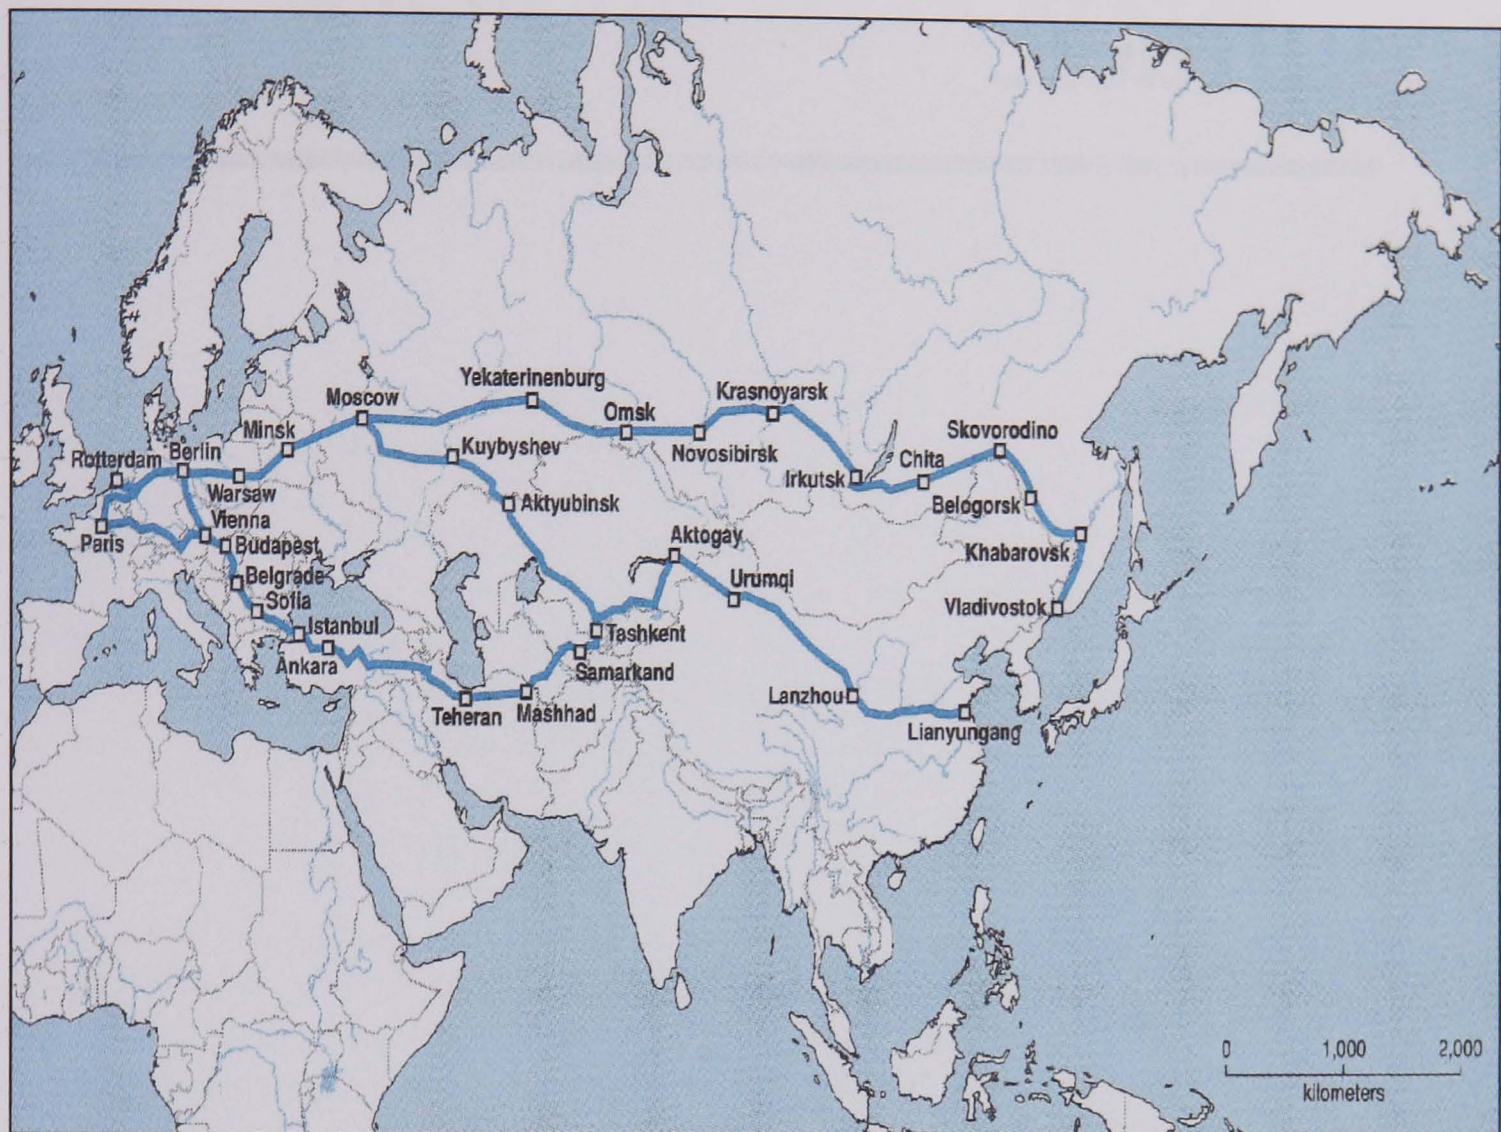 Yekaterinenburg
Krasnoyarsk
Moscow
Omsk
Skovorodino
Minsk
Kuybyshev
Novosibirsk
Chita
Berlin
Rotterdam
Irkutsk
Warsaw
Aktyubinsk
Belogorsk
Vienna
Paris
Budapest
Aktogay
Khabarovsk
Belgrade
Urumqi
Sofia
Vladivostok
Istanbul
Tashkent
Ankara
Samarkand
Lanzhou
Teheran
Mashhad
Lianyungang
0 1,000 2,000
kilometers